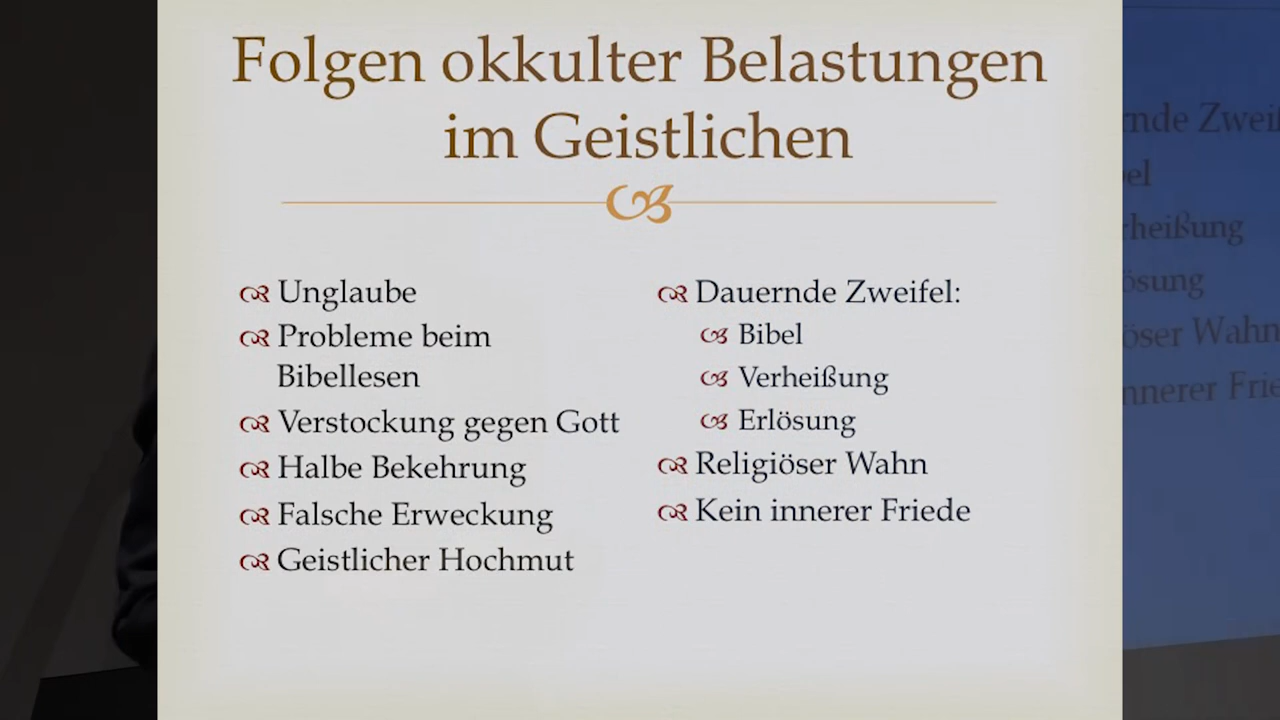 Folgen okkulter Belastungen
im Geistlichen
Unglaube
Probleme beim
Bibellesen
Verstockung gegen Gott
Halbe Bekehrung
Falsche Erweckung
Geistlicher Hochmut
Dauernde Zweifel:
Bibel
Verheißung
Erlösung
Religiöser Wahn
Kein innerer Friede